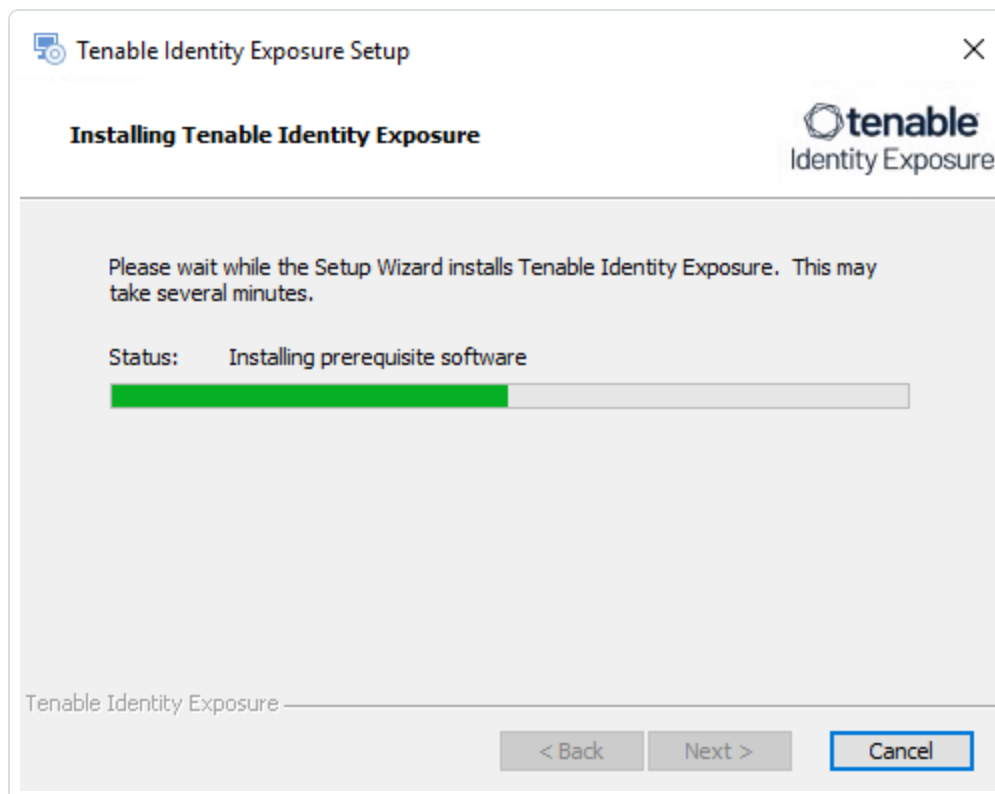 Tenable Identity Exposure Setup
Installing Tenable Identity Exposure
tenable
Identity Exposure
Please wait while the Setup Wizard installs Tenable Identity Exposure.  This may
take several minutes.
Status: Installing prerequisite software
Tenable Identity Exposure
< Back Next > Cancel